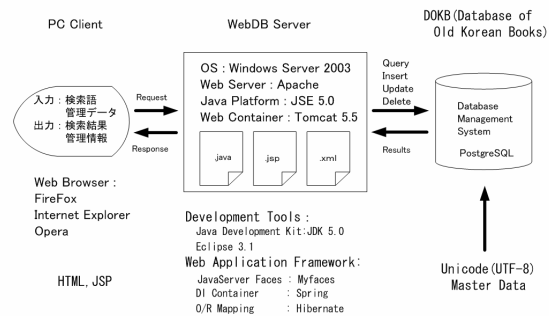 PC Client
入力：検索語
管理データ
出力：検索結果
管理情報
Request
Response
Web Browser :
FireFox
Internet Explorer
Opera
HTML, JSP
WebDB Server
OS : Windows Server 2003
Web Server : Apache
Java Platform : JSE 5.0
Web Container : Tomcat 5.5
.java
.jsp
.xml
Development Tools :
Java Development Kit:JDK 5.0
Eclipse 3.1
Web Application Framework:
JavaServer Faces : Myfaces
DI Container : Spring
O/R Mapping : Hibernate
Query
Insert
Update
Delete
Results
DOKB(Database of
Old Korean Books)
Database
Management
System
PostgreSQL
Unicode(UTF-8)
Master Data